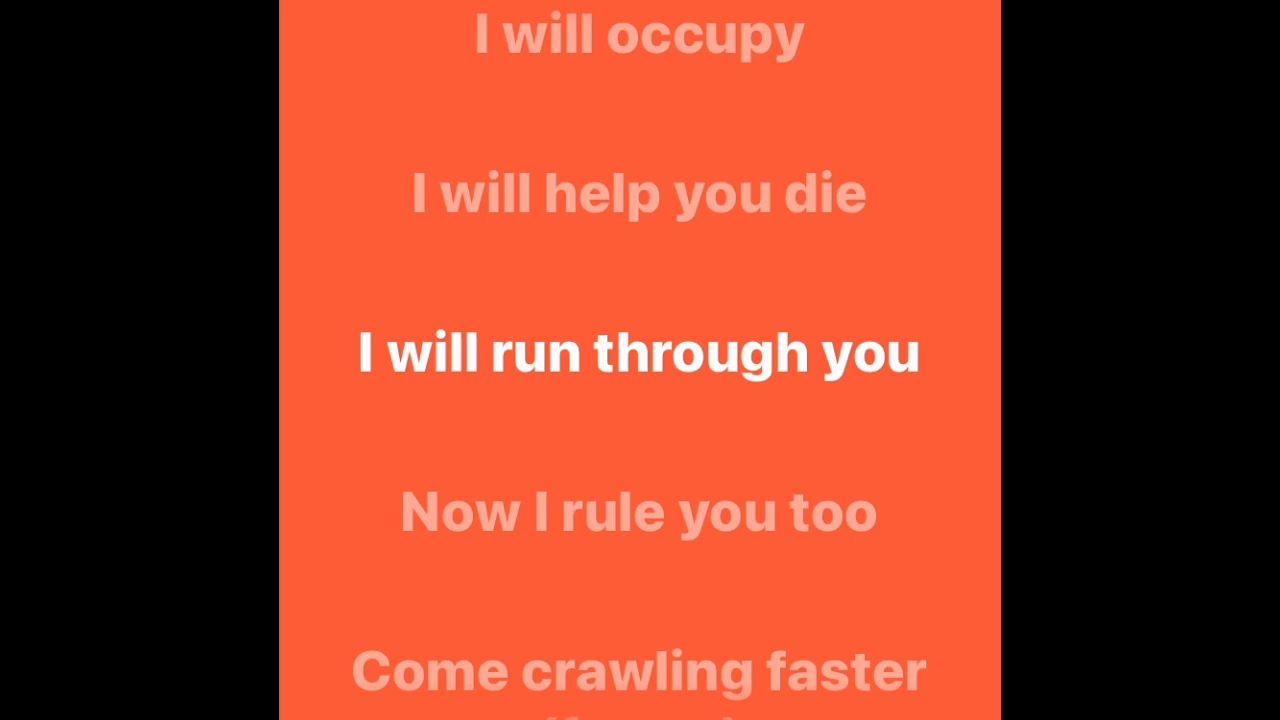 I will occupy
I will help you die
I will run through you
Now I rule you too
Come crawling faster